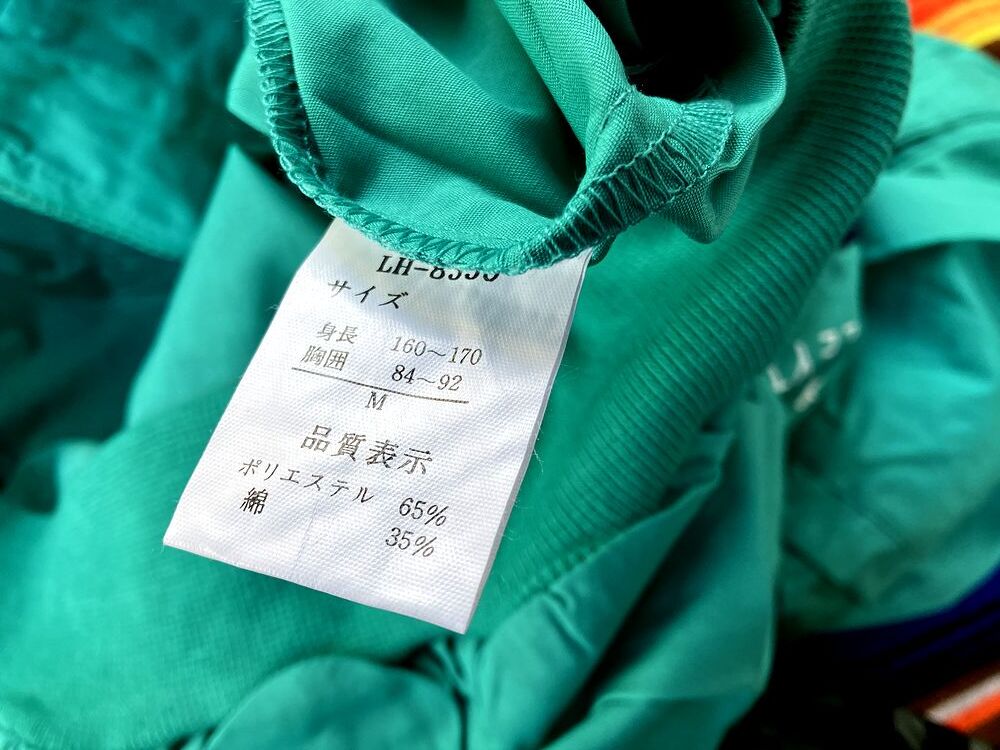 サイズ
身長 160～170
胸囲 84～92
M
品質表示
ポリエステル 65%
綿 35%